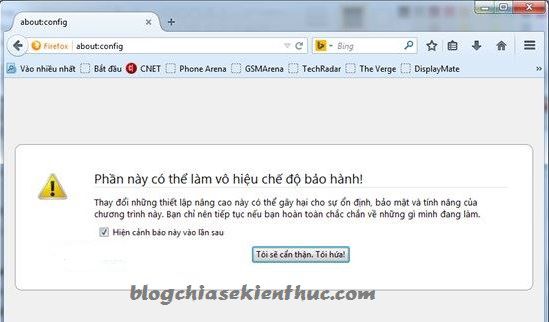 about:config
Firefox about:config
Bing
Vào nhiều nhất Bắt đầu CNET Phone Arena GSMArena TechRadar The Verge DisplayMate
Phần này có thể làm vô hiệu chế độ bảo hành!
Thay đổi những thiết lập nâng cao này có thể gây hại cho sự ổn định, bảo mật và tính năng của
chương trình này. Bạn chỉ nên tiếp tục nếu bạn hoàn toàn chắc chắn về những gì mình đang làm.
Hiện cảnh báo này vào lần sau
Tôi sẽ cẩn thận. Tôi hứa!
blogchiasekienthuc.com